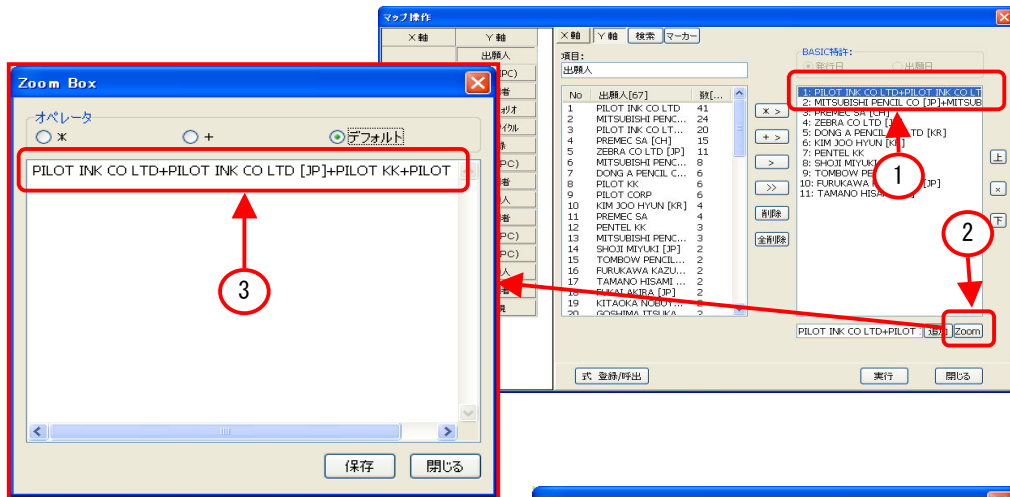 マップ操作
X 軸
Y 軸
出願人
X 軸
Y 軸
検索
マーカー
項目:
出願人
BASIC特許:
発行日
出願日
No 出願人[67] 数[...
1 PILOT INK CO LTD 41
2 MITSUBISHI PENC... 24
3 PILOT INK CO LT... 20
4 PREMEC SA [CH] 15
5 ZEBRA CO LTD [JP] 11
6 MITSUBISHI PENC... 8
7 DONG A PENCIL C... 6
8 PILOT KK 6
9 PILOT CORP 6
10 KIM JOO HYUN [KR] 4
11 PREMEC SA 4
12 PENTEL KK 3
13 MITSUBISHI PENC... 3
14 SHOJI MIYUKI [JP] 2
15 TOMBOW PENCIL... 2
16 FURUKAWA KAZU... 2
17 TAMANO HISAMI ... 2
18 FUKAI AKIRA [JP] 2
19 KITAOKA NOBUY...
20 GOSHIMA ITSUKA
* >
+ >
>
>>
削除
全削除
1: PILOT INK CO LTD+PILOT INK CO LT
2: MITSUBISHI PENCIL CO [JP]+MITSUB
3: PREMEC SA [CH]
4: ZEBRA CO LTD [J
5: DONG A PENCIL TD [KR]
6: KIM JOO HYUN [K
7: PENTEL KK
8: SHOJI MIYUK
9: TOMBOW PE
10: FURUKAWA K [JP]
11: TAMANO HISA
上
×
下
PILOT INK CO LTD+PILOT
追加
Zoom
式 登録/呼出
実行
閉じる
1
2
Zoom Box
オペレータ
*
+
デフォルト
PILOT INK CO LTD+PILOT INK CO LTD [JP]+PILOT KK+PILOT
3
保存
閉じる